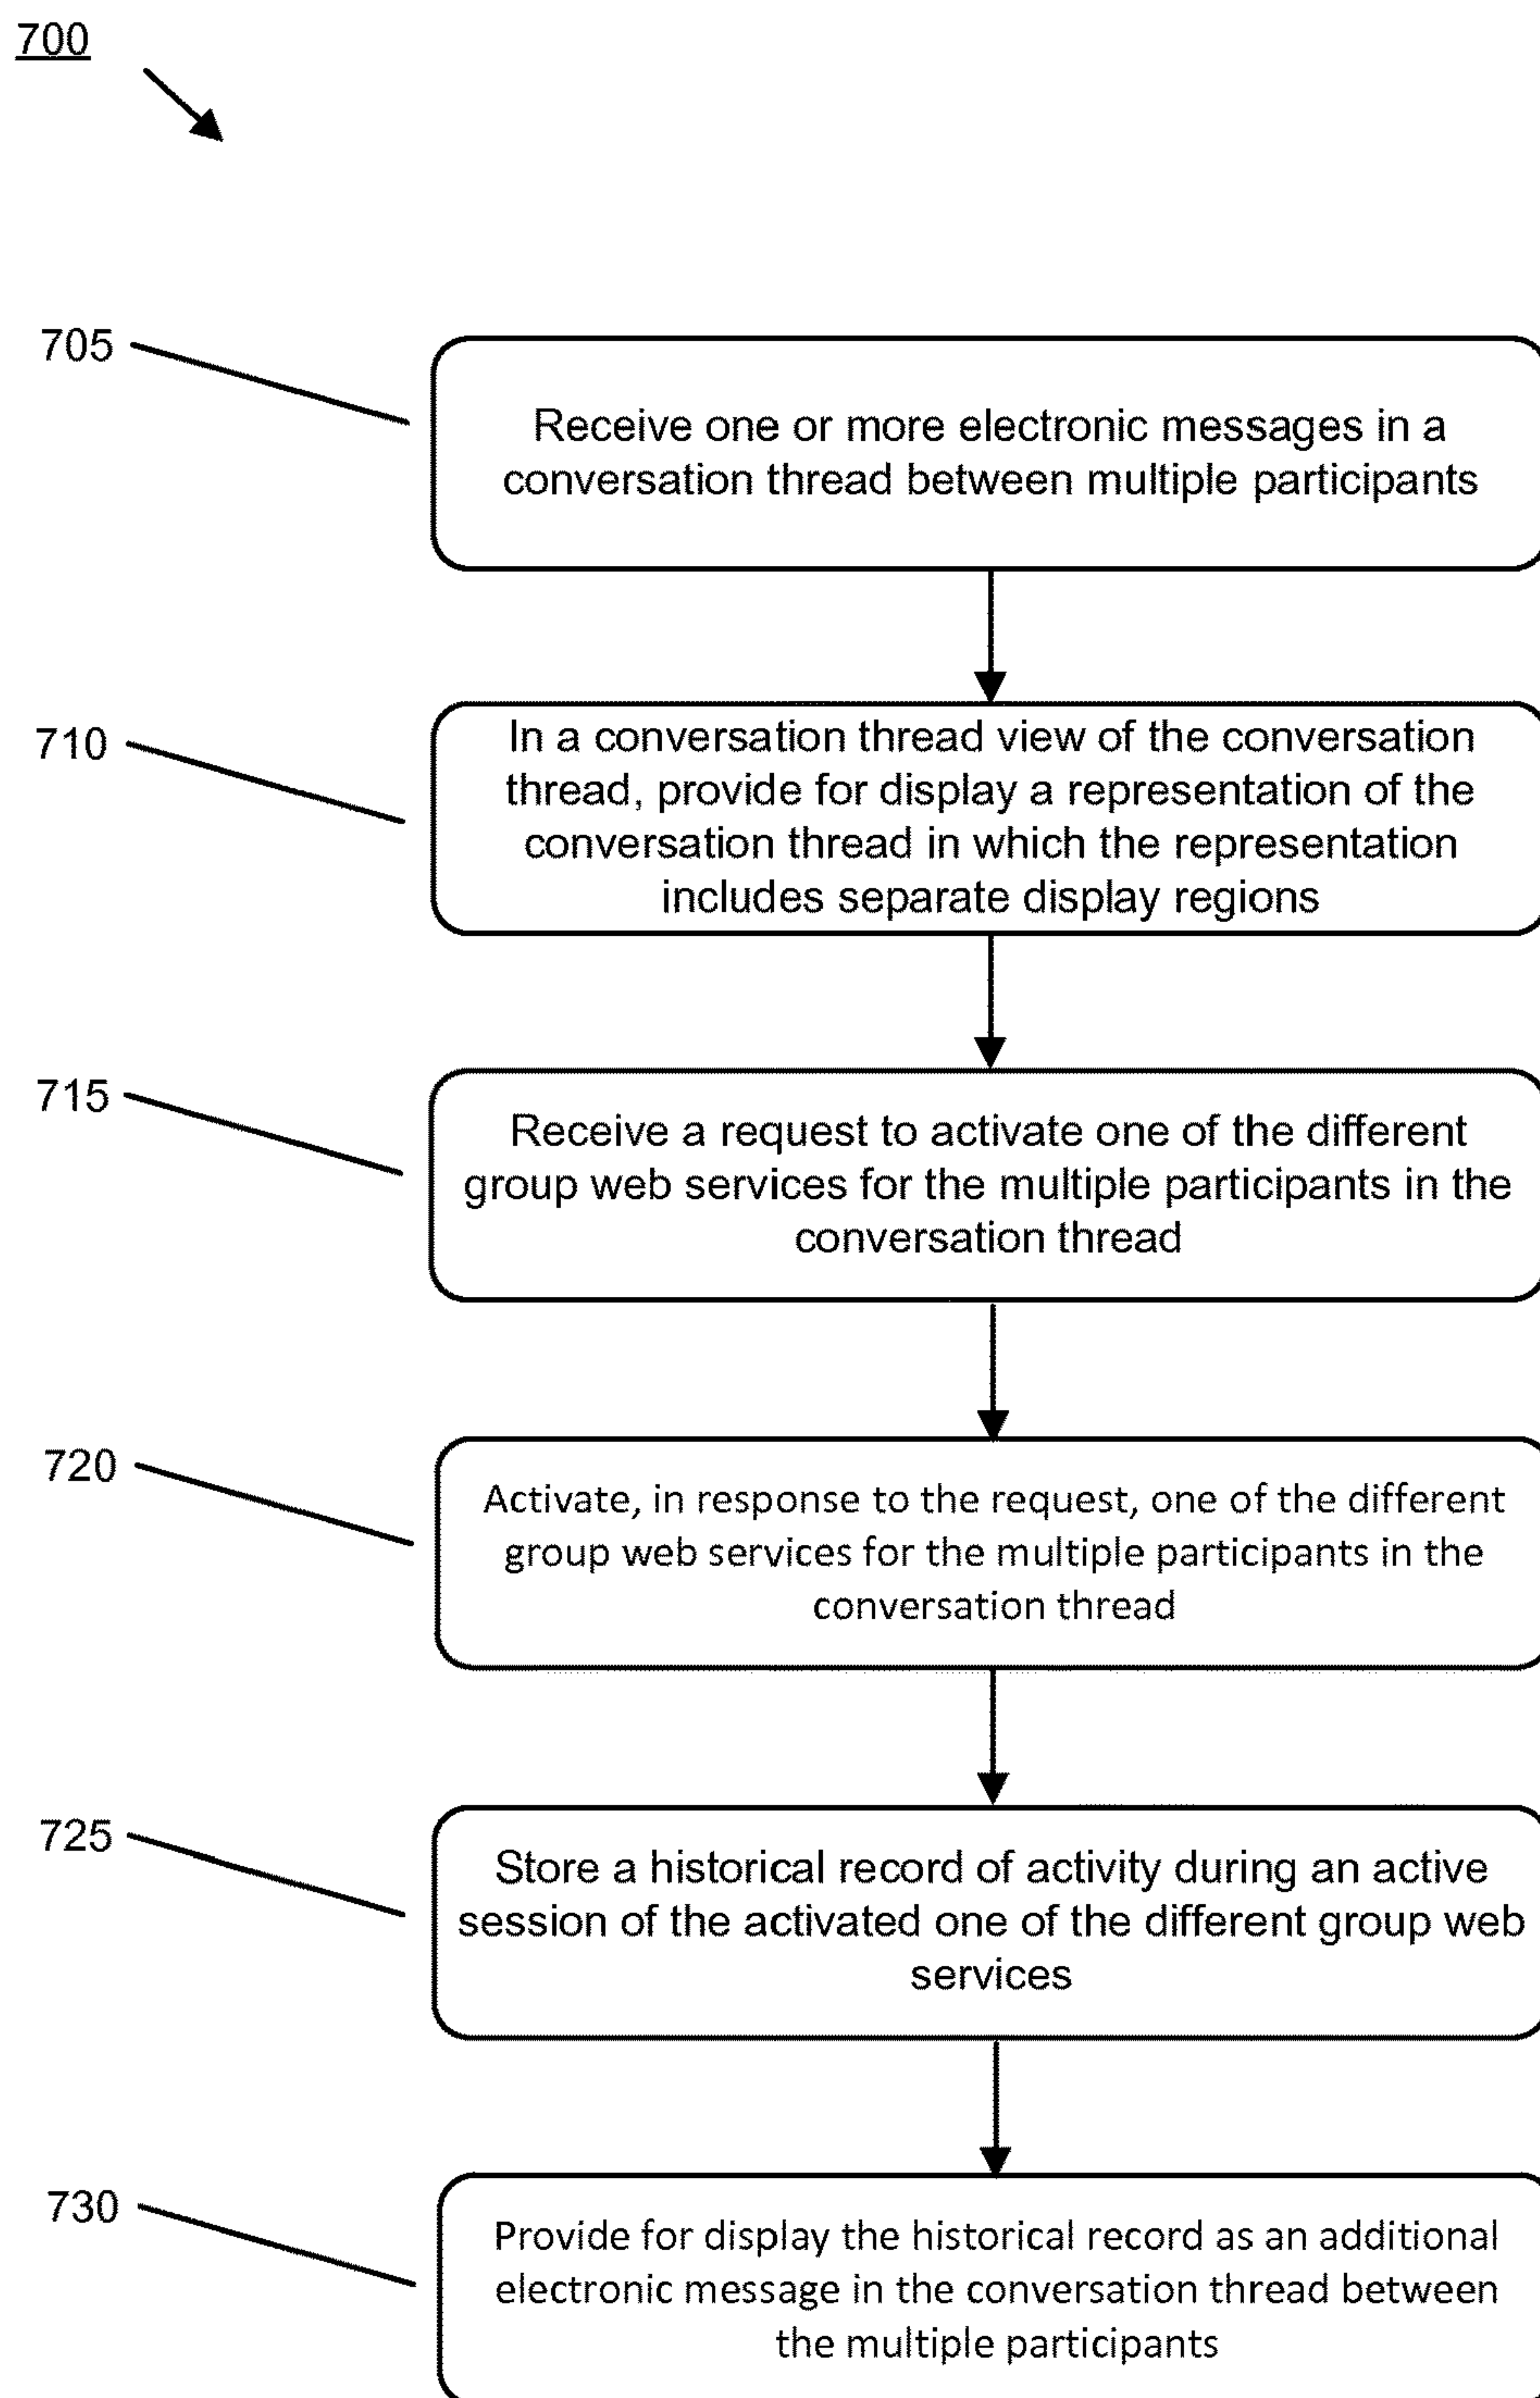 700
705
Receive one or more electronic messages in a
conversation thread between multiple participants
710
In a conversation thread view of the conversation
thread, provide for display a representation of the
conversation thread in which the representation
includes separate display regions
715
Receive a request to activate one of the different
group web services for the multiple participants in the
conversation thread
720
Activate, in response to the request, one of the different
group web services for the multiple participants in the
conversation thread
725
Store a historical record of activity during an active
session of the activated one of the different group web
services
730
Provide for display the historical record as an additional
electronic message in the conversation thread between
the multiple participants